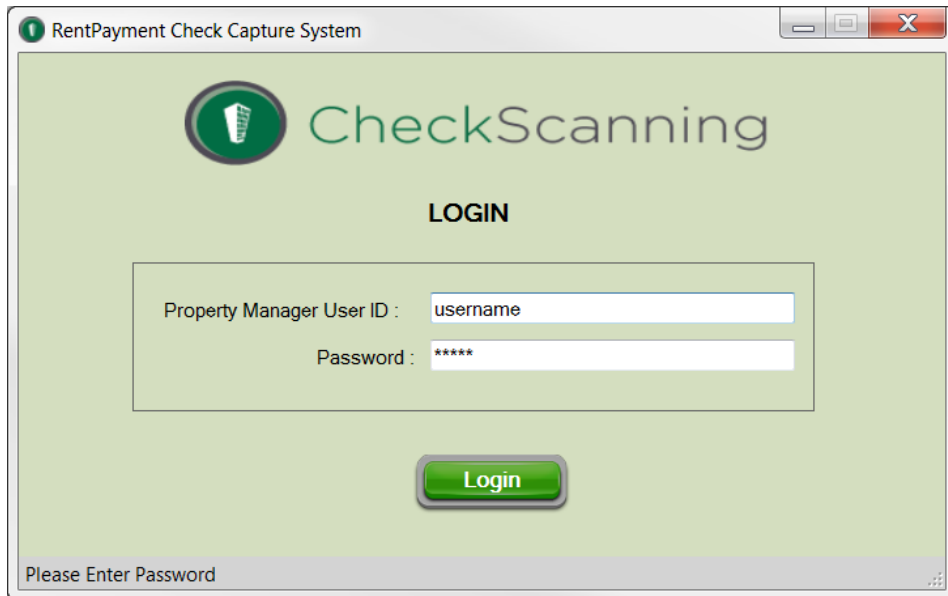 RentPayment Check Capture System
CheckScanning
LOGIN
Property Manager User ID : username
Password : *****
Login
Please Enter Password